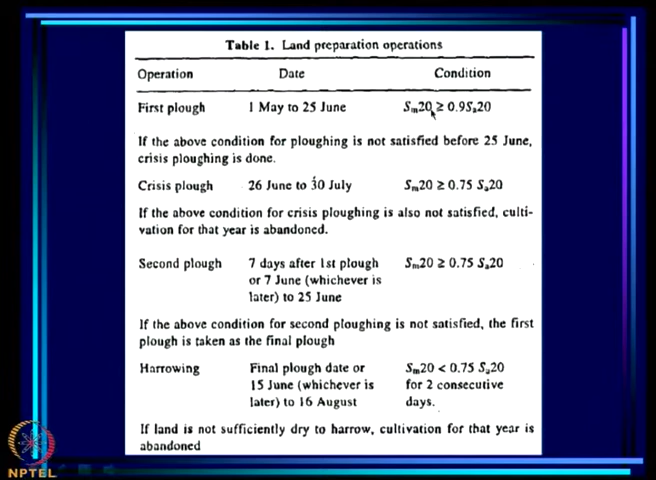 Table 1. Land preparation operations
Operation Date Condition
First plough 1 May to 25 June Sm20 ≥ 0.9Sa20
If the above condition for ploughing is not satisfied before 25 June,
crisis ploughing is done.
Crisis plough 26 June to 30 July Sm20 ≥ 0.75 Sa20
If the above condition for crisis ploughing is also not satisfied, culti-
vation for that year is abandoned.
Second plough 7 days after 1st plough Sm20 ≥ 0.75 Sa20
or 7 June (whichever is
later) to 25 June
If the above condition for second ploughing is not satisfied, the first
plough is taken as the final plough
Harrowing Final plough date or Sm20 < 0.75 Sa20
15 June (whichever is for 2 consecutive
later) to 16 August days.
If land is not sufficiently dry to harrow, cultivation for that year is
abandoned
NPTEL